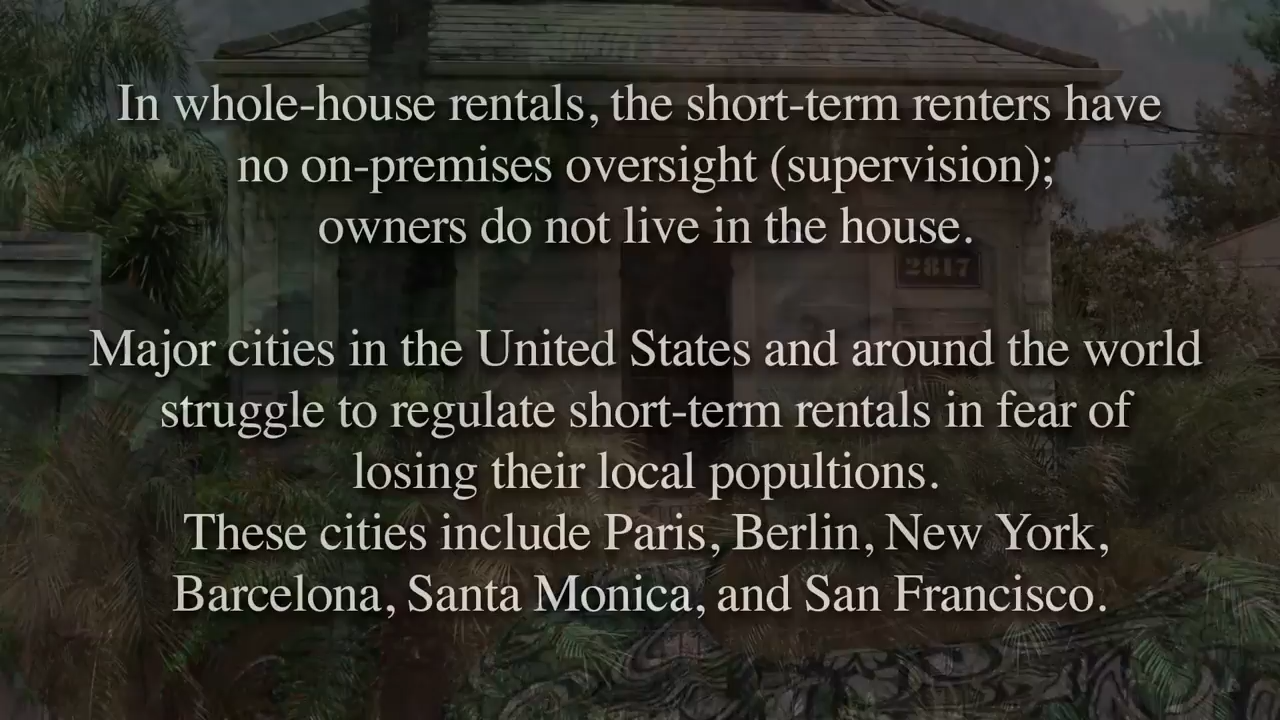 In whole-house rentals, the short-term renters have
no on-premises oversight (supervision);
owners do not live in the house.
2817
Major cities in the United States and around the world
struggle to regulate short-term rentals in fear of
losing their local popultions.
These cities include Paris, Berlin, New York,
Barcelona, Santa Monica, and San Francisco.